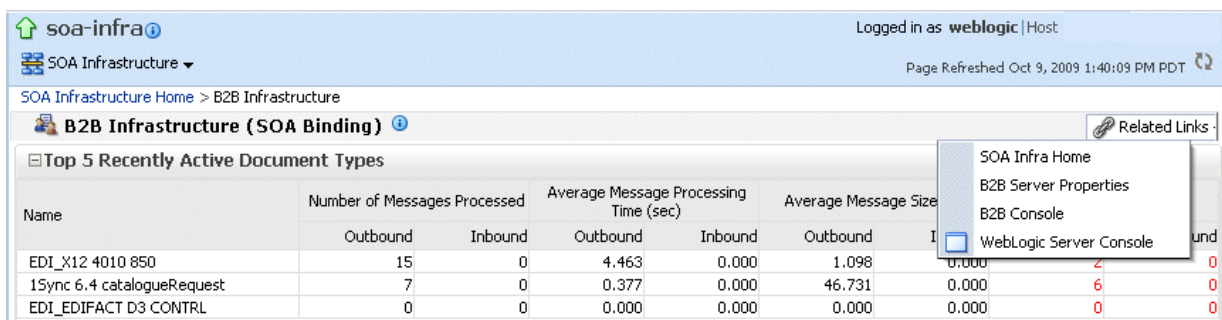 soa-infra
Logged in as weblogic|Host
SOA Infrastructure
Page Refreshed Oct 9, 2009 1:40:09 PM PDT
SOA Infrastructure Home > B2B Infrastructure
B2B Infrastructure (SOA Binding)
Related Links
Top 5 Recently Active Document Types
SOA Infra Home
B2B Server Properties
B2B Console
WebLogic Server Console
Name Number of Messages Processed Average Message Processing Time (sec) Average Message Size
Outbound Inbound Outbound Inbound Outbound
EDI_X12 4010 850 15 0 4.463 0.000 1.098 0.000 2 0
1Sync 6.4 catalogueRequest 7 0 0.377 0.000 46.731 0.000 6 0
EDI_EDIFACT D3 CONTRL 0 0 0.000 0.000 0.000 0.000 0 0